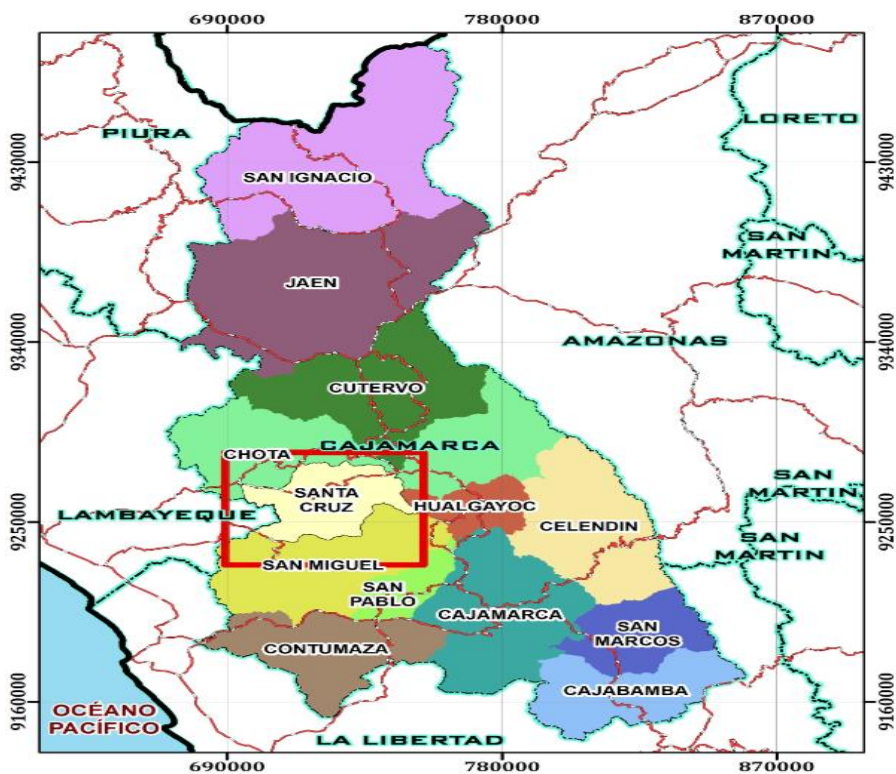 690000 780000 870000
PIURA
LORETO
9430000
9430000
SAN IGNACIO
SAN
MARTIN
JAEN
9340000
AMAZONAS
9340000
CUTERVO
CAJAMARCA
CHOTA
SANTA
CRUZ
HUALGAYOC
SAN
MARTIN
LAMBAYEQUE
9250000
CELENDIN
9250000
SAN
MARTIN
SAN MIGUEL
SAN
PABLO
CAJAMARCA
SAN
MARCOS
CONTUMAZA
CAJABAMBA
9160000
9160000
OCÉANO
PACÍFICO
LA LIBERTAD
690000 780000 870000